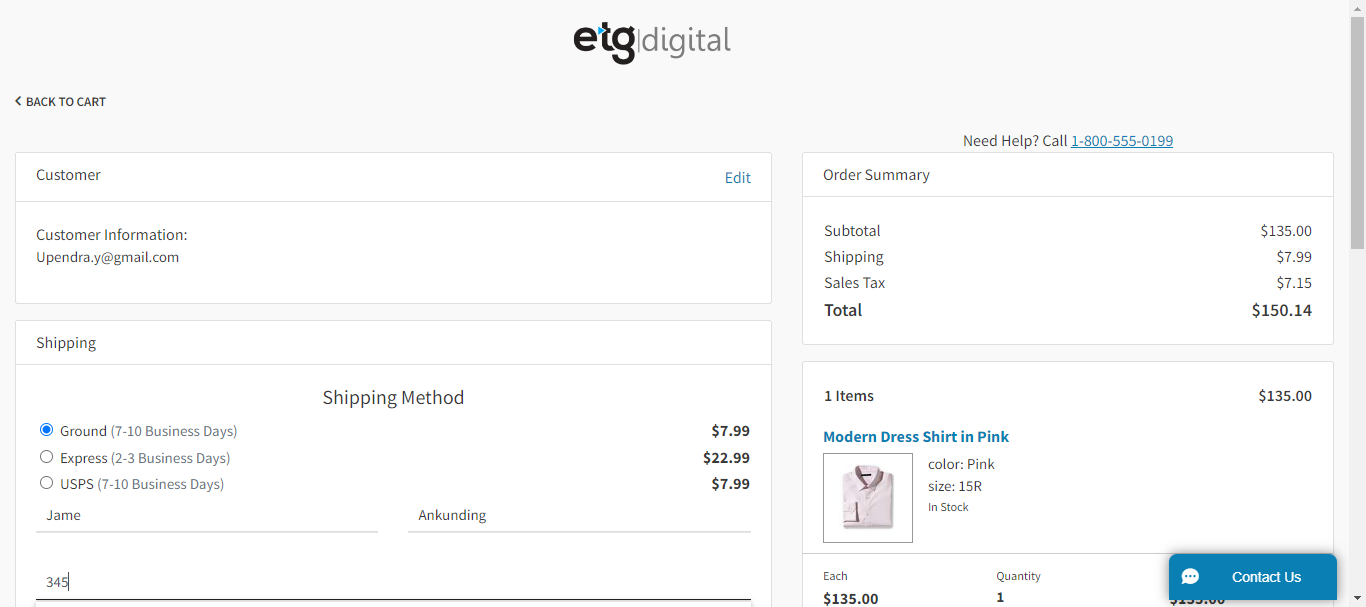 etg|digital
BACK TO CART
Need Help? Call 1-800-555-0199
Customer
Edit
Customer Information:
Upendra.y@gmail.com
Shipping
Shipping Method
Ground (7-10 Business Days) $7.99
Express (2-3 Business Days) $22.99
USPS (7-10 Business Days) $7.99
Jame
Ankunding
345
Order Summary
Subtotal $135.00
Shipping $7.99
Sales Tax $7.15
Total $150.14
1 Items $135.00
Modern Dress Shirt in Pink
color: Pink
size: 15R
In Stock
Each
$135.00
Quantity
1
$135.00
Contact Us